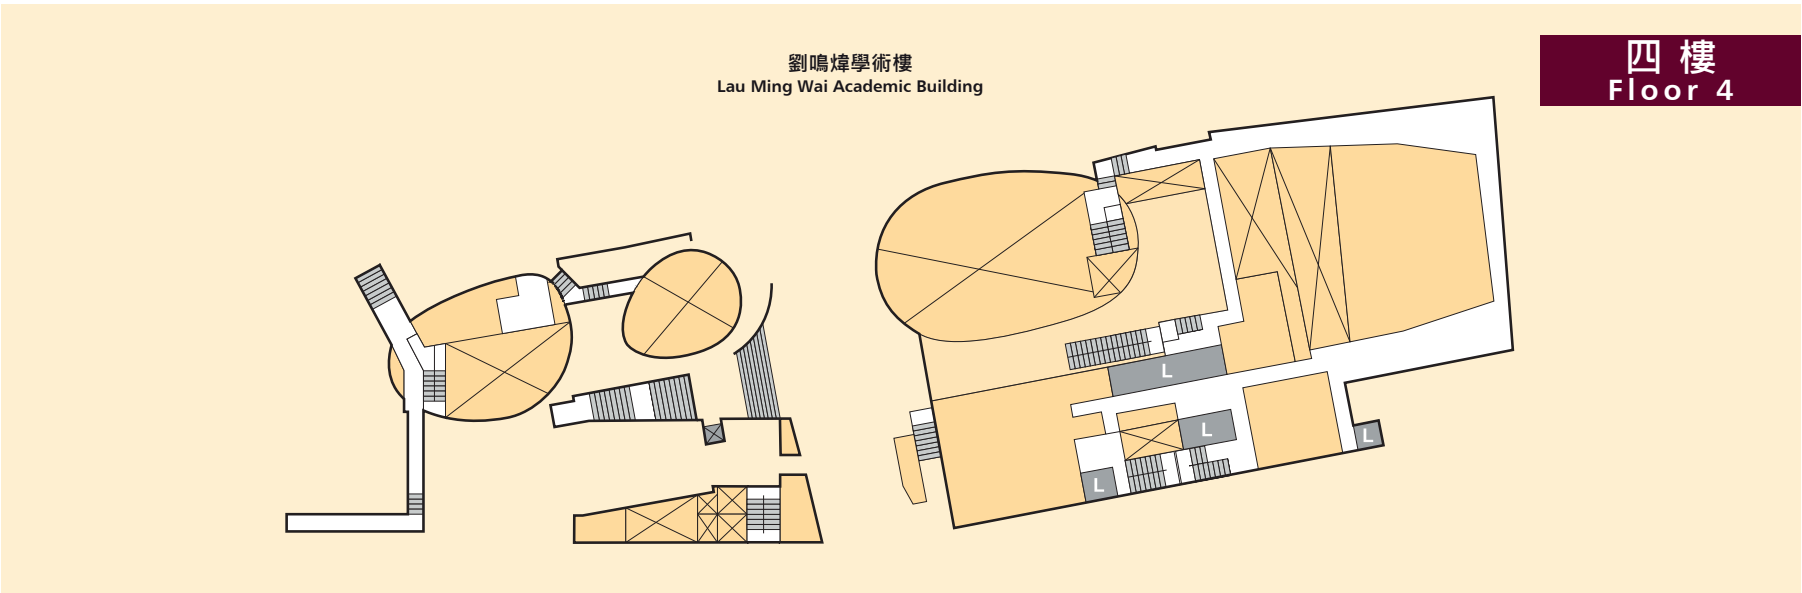 劉鳴煒學術樓
Lau Ming Wai Academic Building
四樓
Floor 4
L
L
L
L